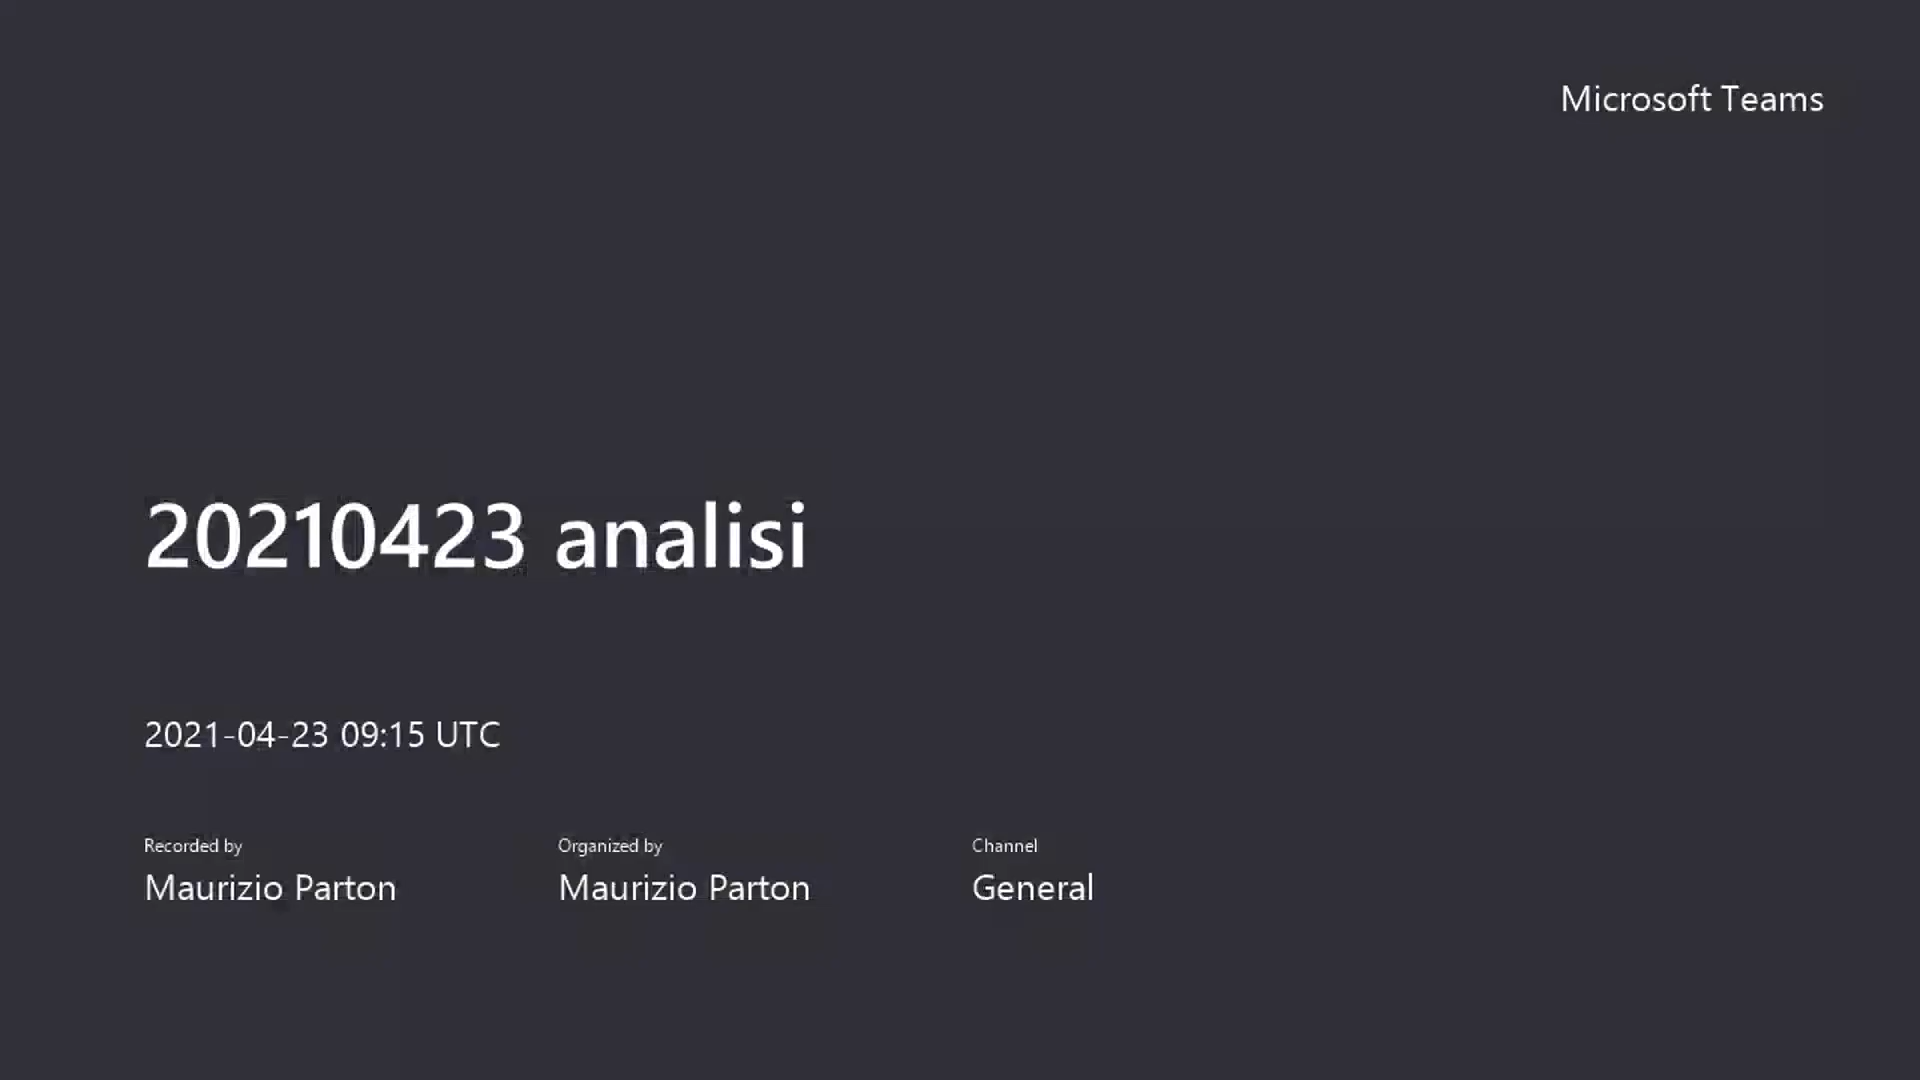 Microsoft Teams
20210423 analisi
2021-04-23 09:15 UTC
Recorded by
Maurizio Parton
Organized by
Maurizio Parton
Channel
General